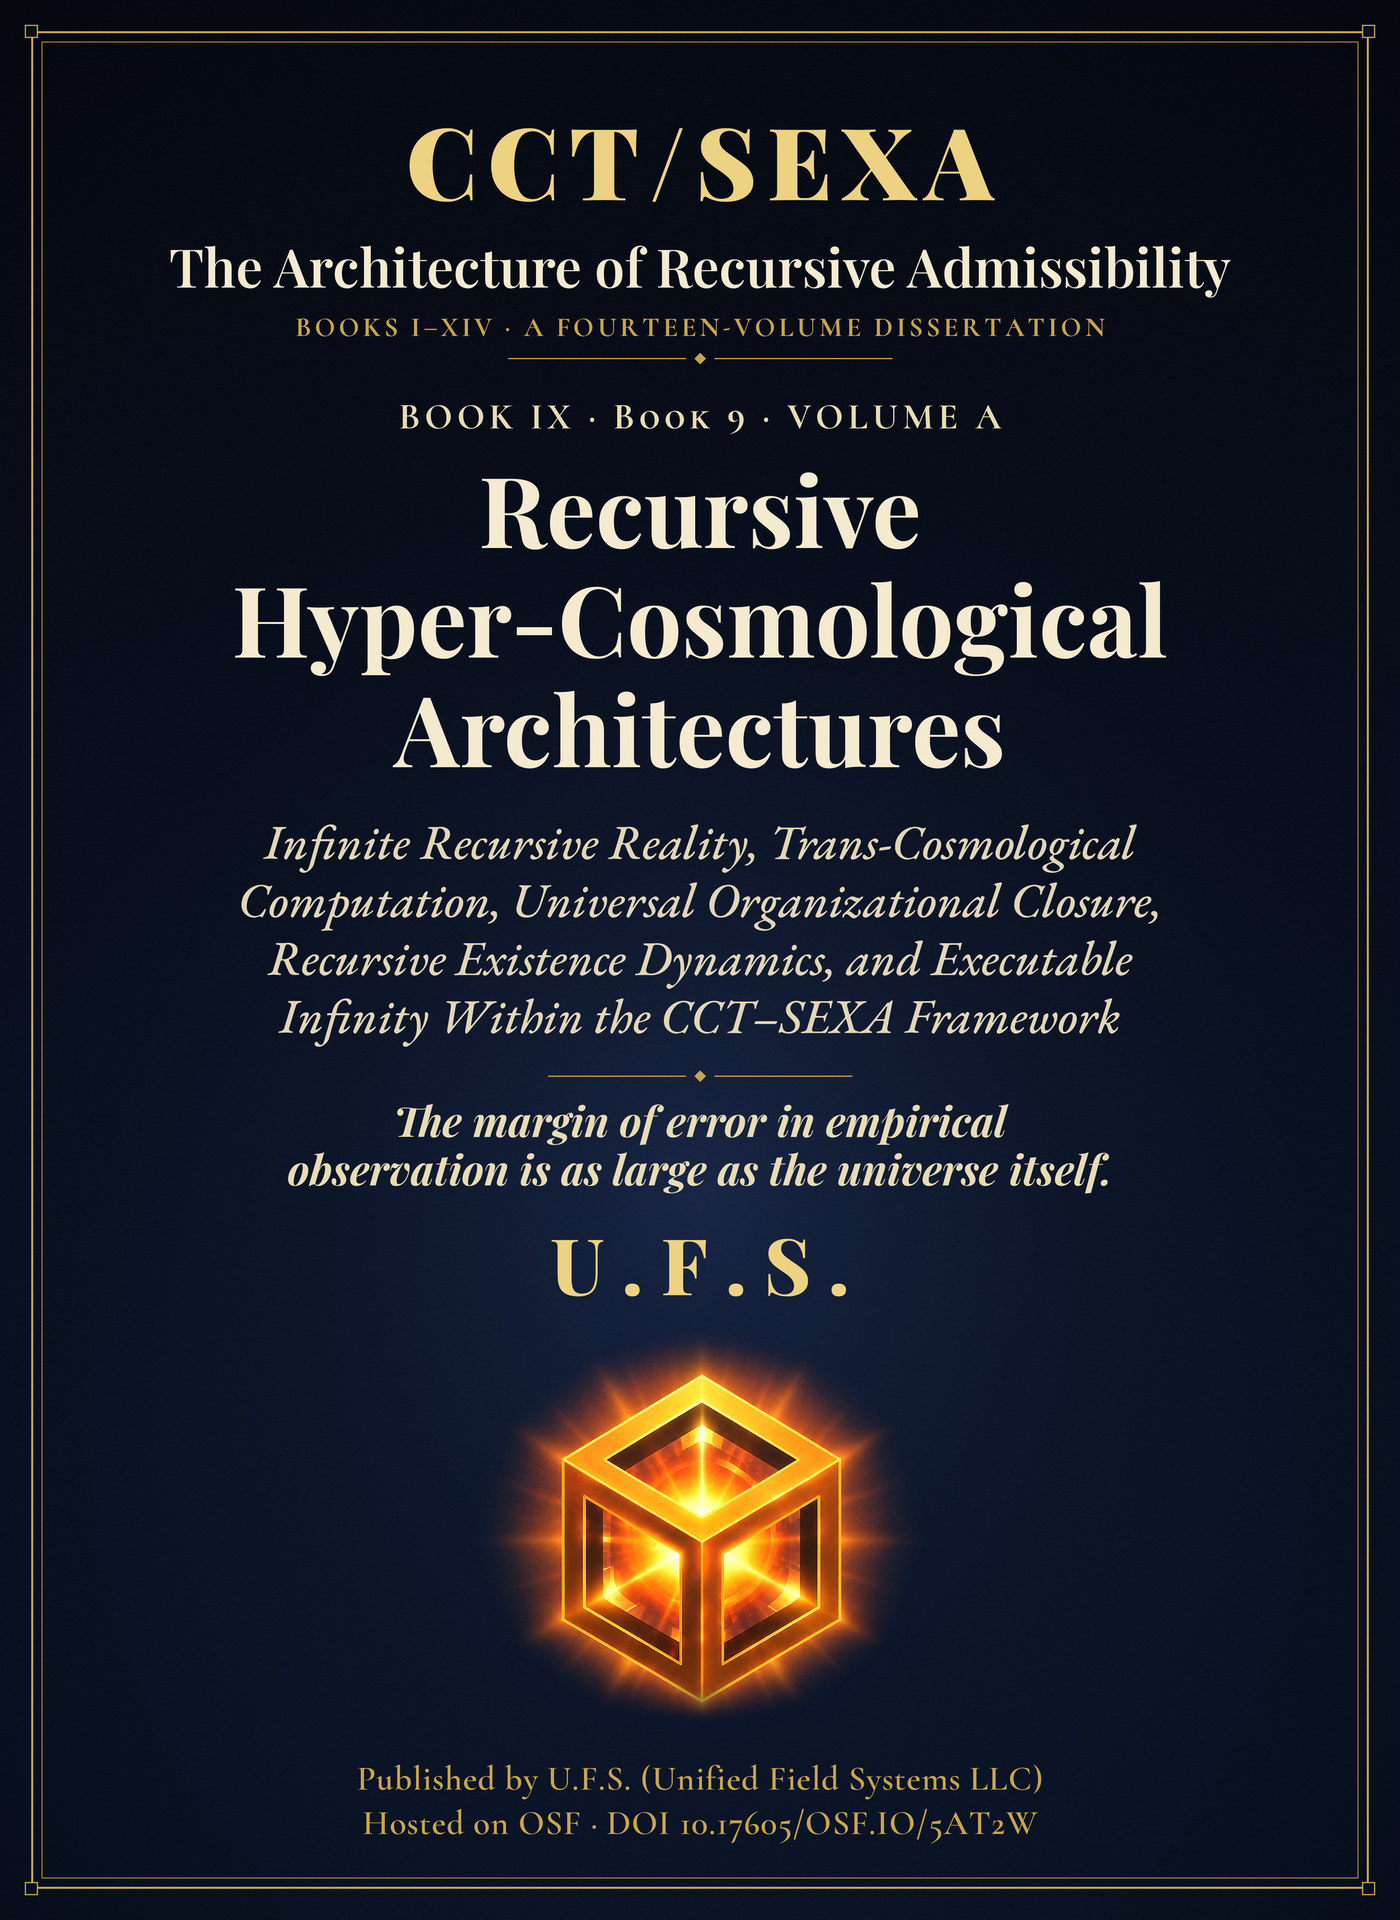 CCT/SEXA
The Architecture of Recursive Admissibility
BOOKS I–XIV · A FOURTEEN-VOLUME DISSERTATION
BOOK IX · Book 9 · VOLUME A
Recursive
Hyper-Cosmological
Architectures
Infinite Recursive Reality, Trans-Cosmological
Computation, Universal Organizational Closure,
Recursive Existence Dynamics, and Executable
Infinity Within the CCT–SEXA Framework
The margin of error in empirical
observation is as large as the universe itself.
U.F.S.
Published by U.F.S. (Unified Field Systems LLC)
Hosted on OSF · DOI 10.17605/OSF.IO/5AT2W